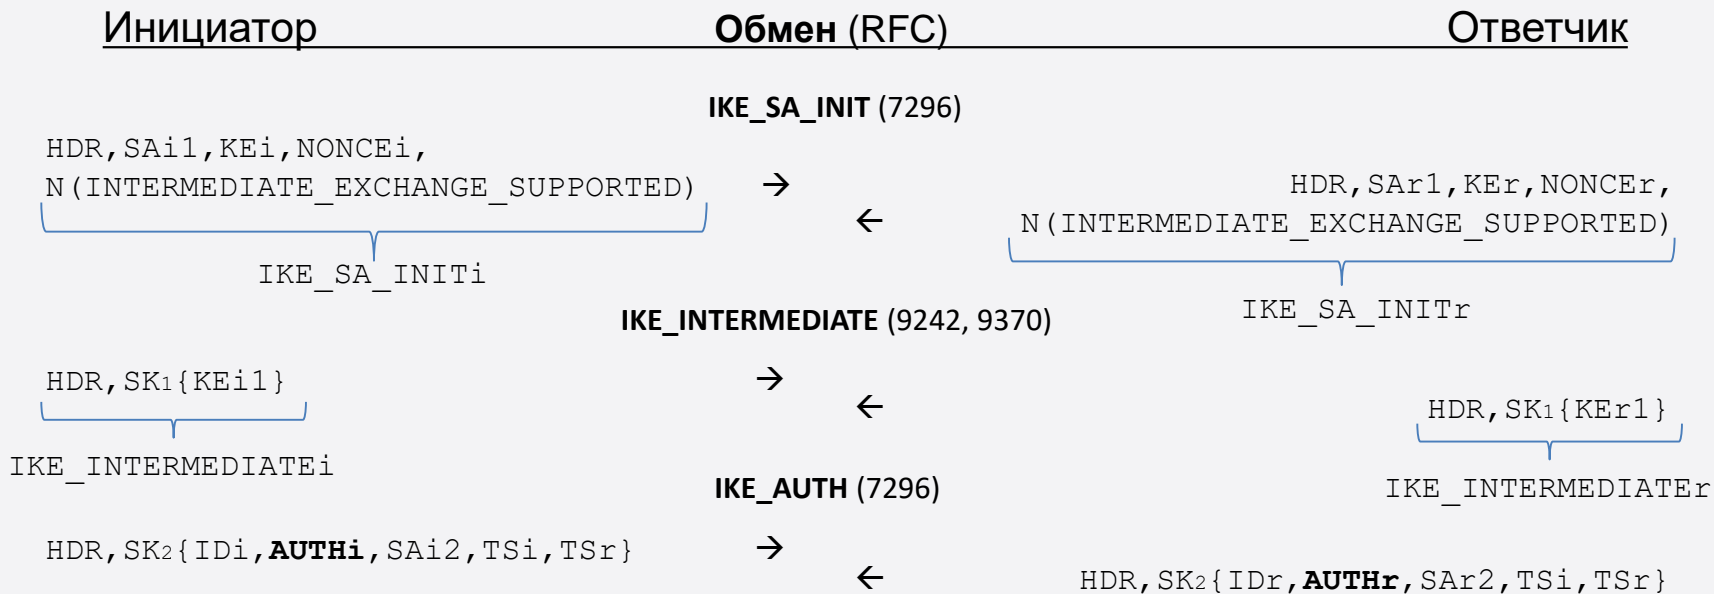 Инициатор Обмен (RFC) Ответчик
IKE_SA_INIT (7296)
HDR,SAi1,KEi,NONCEi,
N(INTERMEDIATE_EXCHANGE_SUPPORTED) →
HDR,SAr1,KEr,NONCEr,
← N(INTERMEDIATE_EXCHANGE_SUPPORTED)
IKE_SA_INITi
IKE_SA_INITr
IKE_INTERMEDIATE (9242, 9370)
HDR,SK1{KEi1} →
← HDR,SK1{KEr1}
IKE_INTERMEDIATEi
IKE_INTERMEDIATEr
IKE_AUTH (7296)
HDR,SK2{IDi,AUTHi,SAi2,TSi,TSr} →
← HDR,SK2{IDr,AUTHr,SAr2,TSi,TSr}